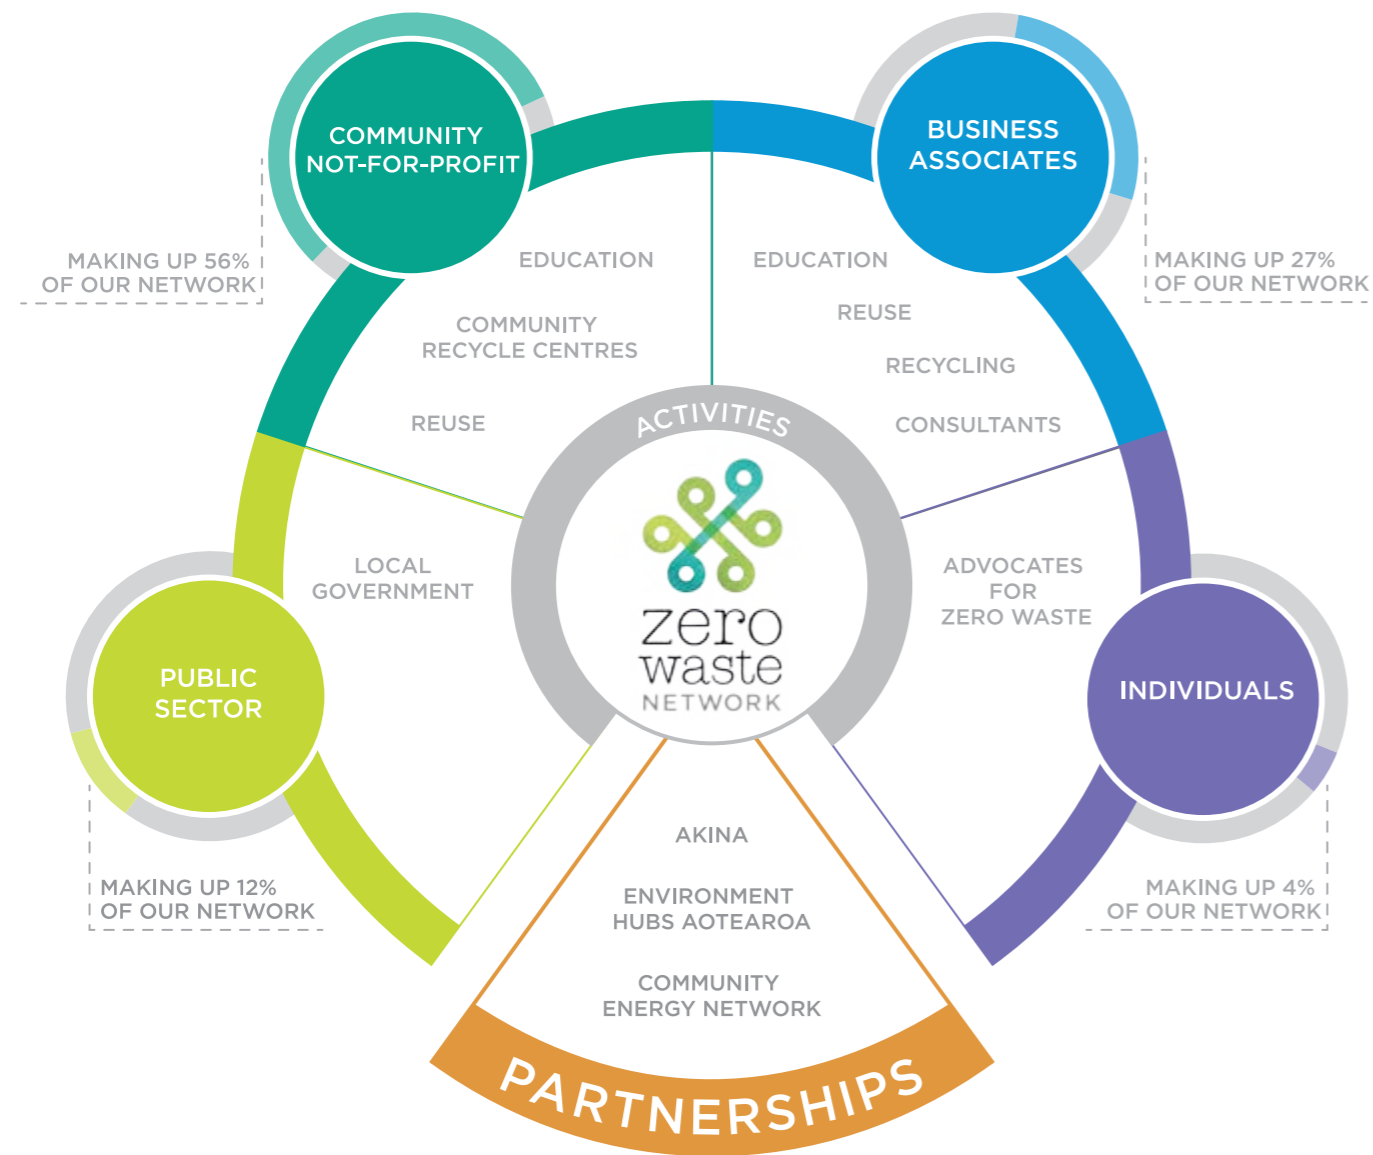 COMMUNITY
NOT-FOR-PROFIT
BUSINESS
ASSOCIATES
MAKING UP 56%
OF OUR NETWORK
MAKING UP 27%
OF OUR NETWORK
EDUCATION
COMMUNITY
RECYCLE CENTRES
REUSE
EDUCATION
REUSE
RECYCLING
CONSULTANTS
ACTIVITIES
zero
waste
NETWORK
LOCAL
GOVERNMENT
ADVOCATES
FOR
ZERO WASTE
PUBLIC
SECTOR
INDIVIDUALS
MAKING UP 12%
OF OUR NETWORK
MAKING UP 4%
OF OUR NETWORK
AKINA
ENVIRONMENT
HUBS AOTEAROA
COMMUNITY
ENERGY NETWORK
PARTNERSHIPS